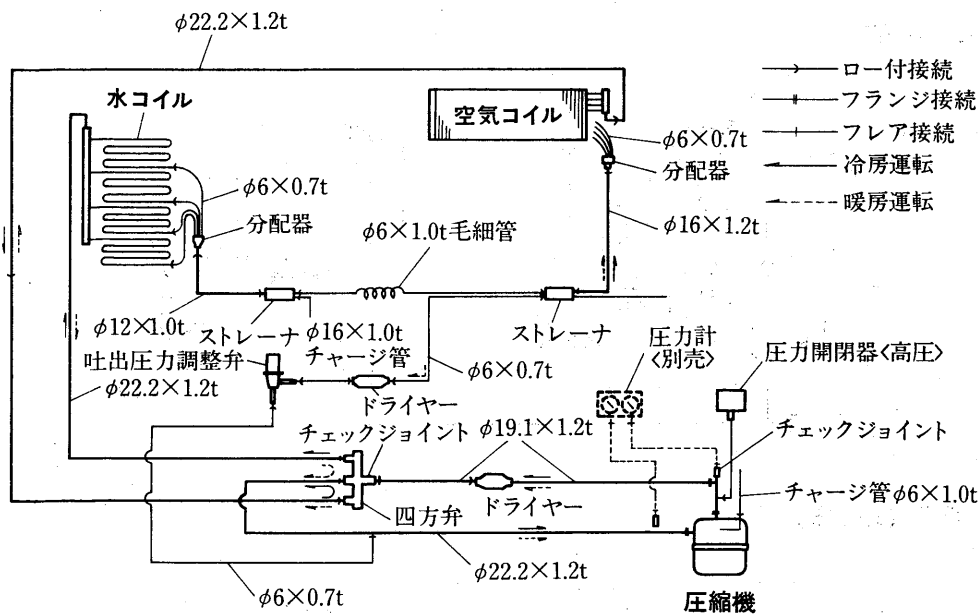 φ22.2×1.2t
水コイル
空気コイル
ロー付接続
フランジ接続
フレア接続
冷房運転
暖房運転
φ6×0.7t
分配器
φ6×0.7t
分配器
φ16×1.2t
φ6×1.0t毛細管
φ12×1.0t
ストレーナ
φ16×1.0t
チャージ管
ストレーナ
吐出圧力調整弁
φ22.2×1.2t
φ6×0.7t
ドライヤー
圧力計
<別売>
圧力開閉器<高圧>
チェックジョイント
φ19.1×1.2t
チェックジョイント
ドライヤー
四方弁
チャージ管φ6×1.0t
φ22.2×1.2t
φ6×0.7t
圧縮機